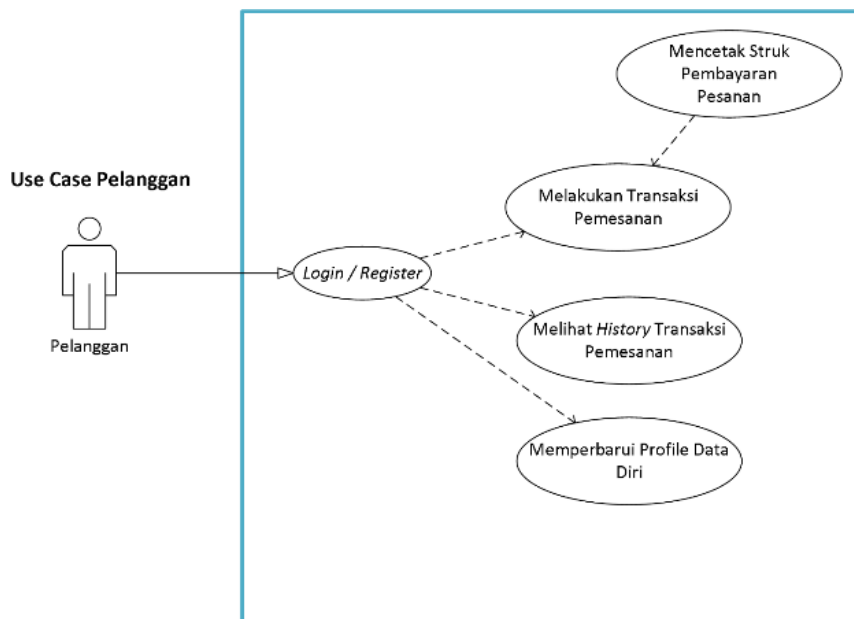 Mencetak Struk
Pembayaran
Pesanan
Use Case Pelanggan
Melakukan Transaksi
Pemesanan
Login / Register
Pelanggan
Melihat History Transaksi
Pemesanan
Memperbarui Profile Data
Diri